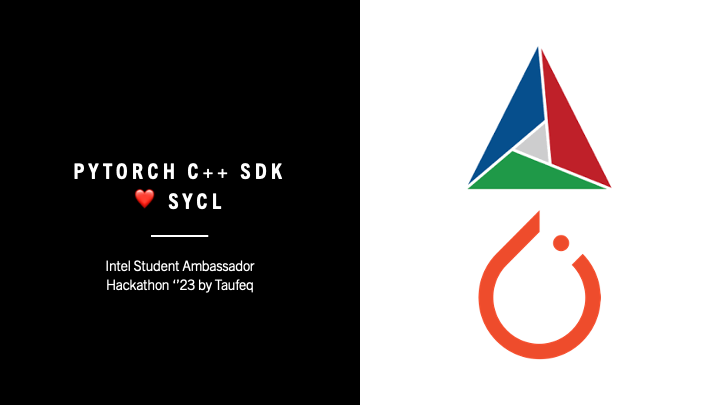 PYTORCH C++ SDK
❤️ SYCL
Intel Student Ambassador
Hackathon ‘’23 by Taufeq